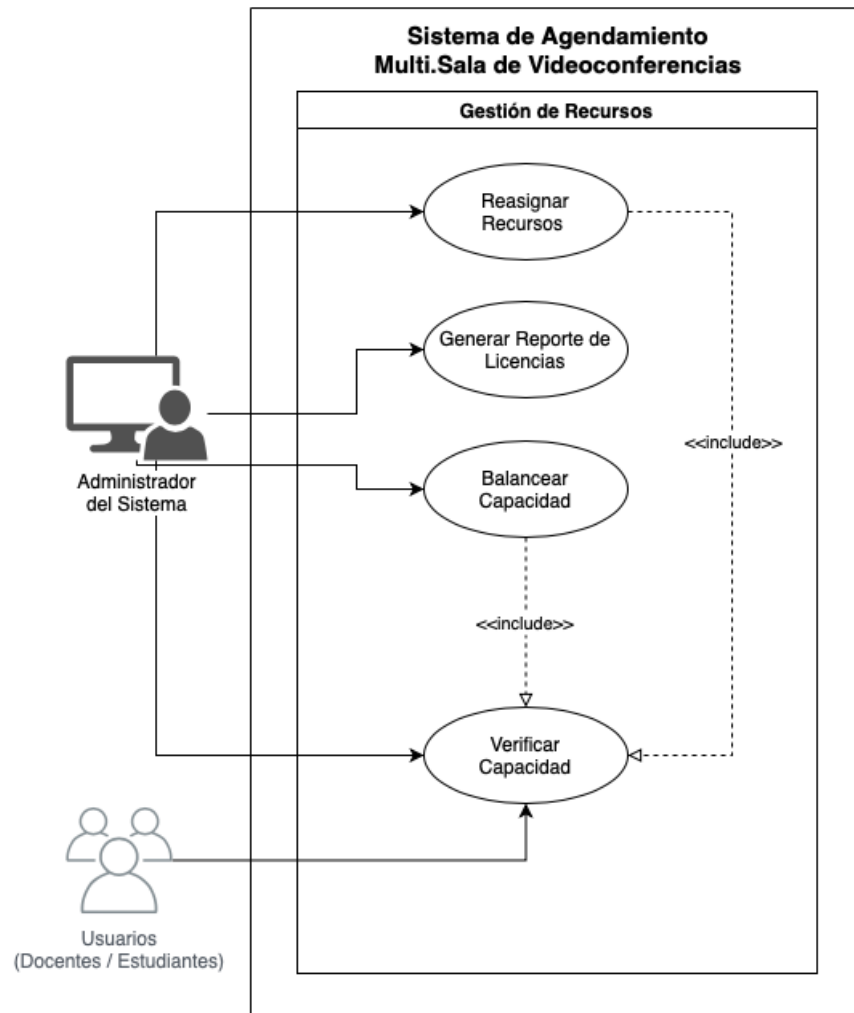 Sistema de Agendamiento
Multi.Sala de Videoconferencias
Gestión de Recursos
Reasignar
Recursos
Generar Reporte de
Licencias
<<include>>
Administrador
del Sistema
Balancear
Capacidad
<<include>>
Verificar
Capacidad
Usuarios
(Docentes / Estudiantes)